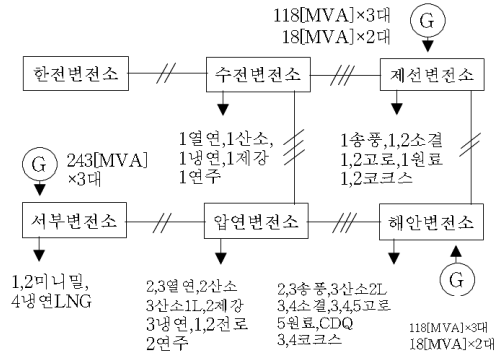 118[MVA]×3대
18[MVA]×2대
G
한전변전소
수전변전소
제선변전소
1열연,1산소,
1냉연,1제강
1연주
1송풍,1,2소결
1,2고로,1원료
1,2코크스
G
243[MVA]
×3대
서부변전소
압연변전소
해안변전소
1,2미니밀,
4냉연LNG
2,3열연,2산소
3산소1L,2제강
3냉연,1,2전로
2연주
2,3송풍,3산소2L
3,4소결,3,4,5고로
5원료,CDQ
3,4코크스
G
118[MVA]×3대
18[MVA]×2대